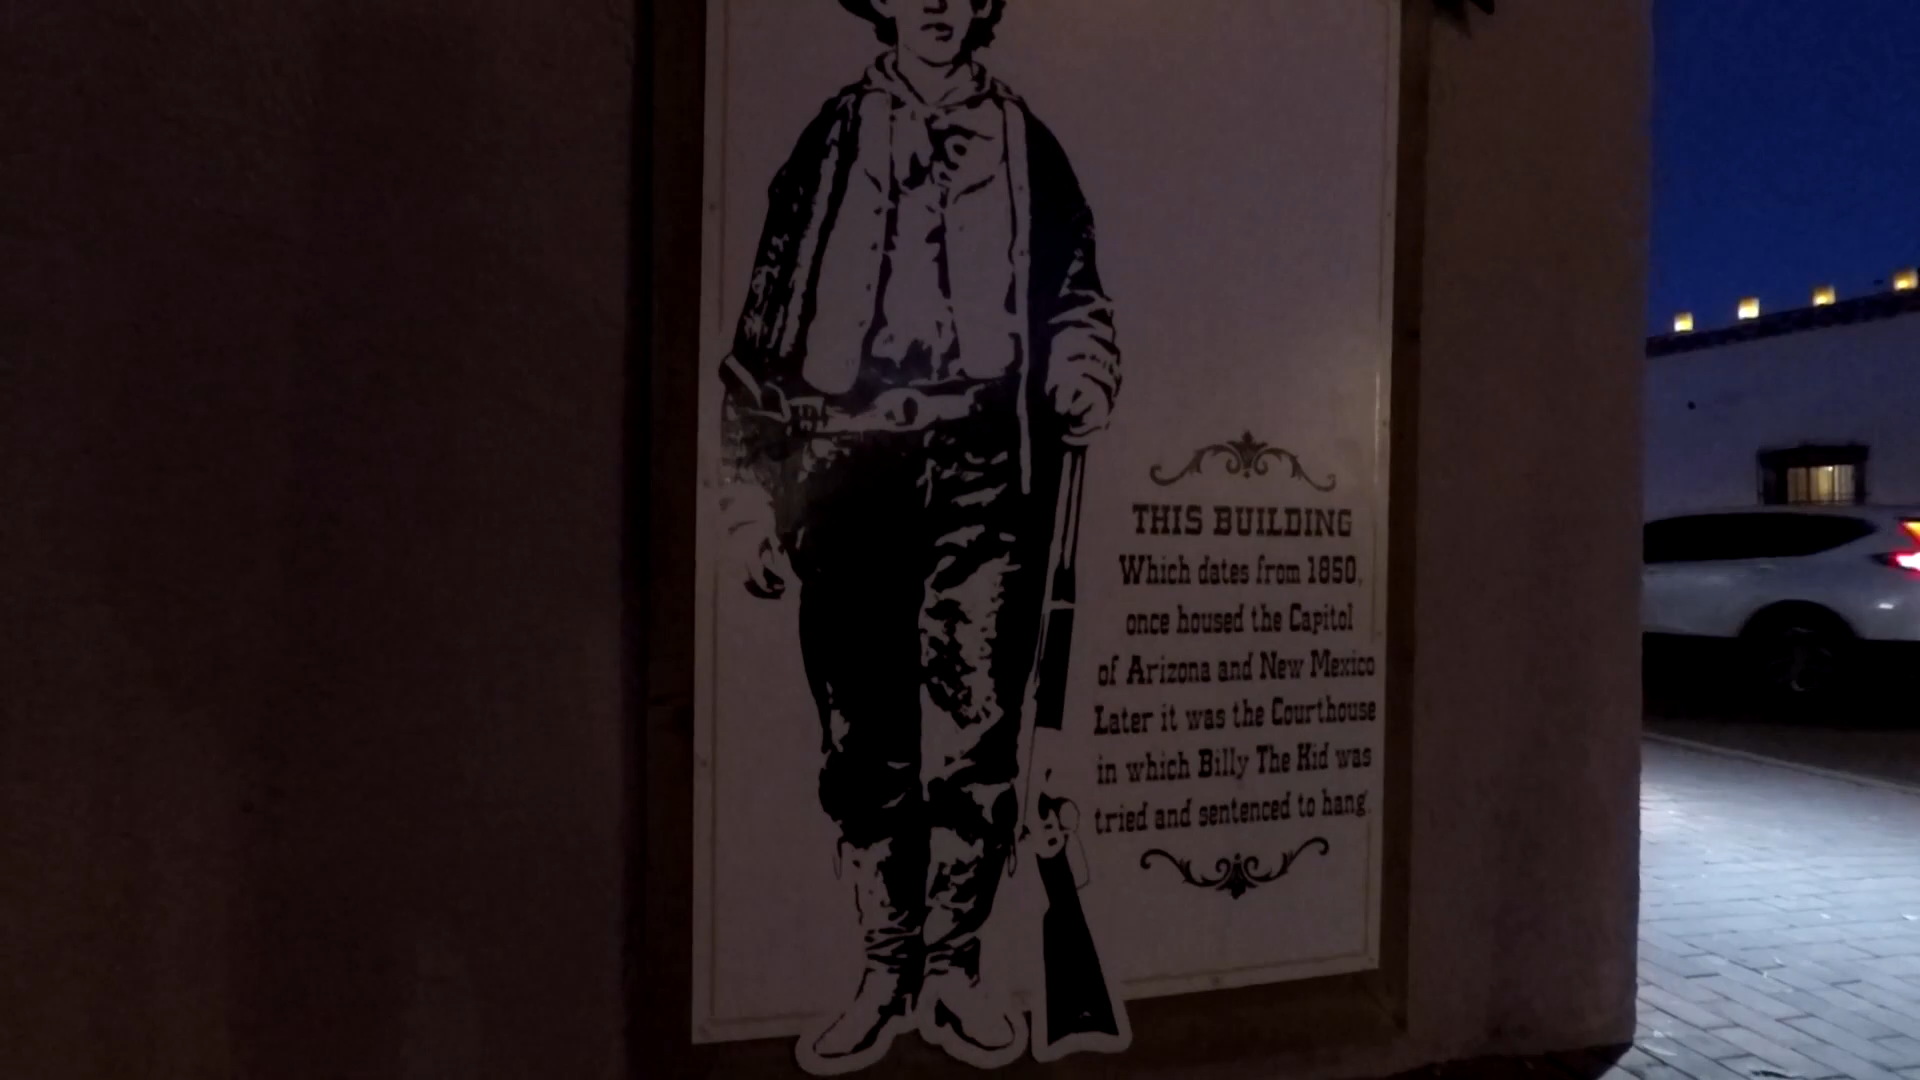 THIS BUILDING
Which dates from 1850,
once housed the Capitol
of Arizona and New Mexico
Later it was the Courthouse
in which Billy The Kid was
tried and sentenced to hang.